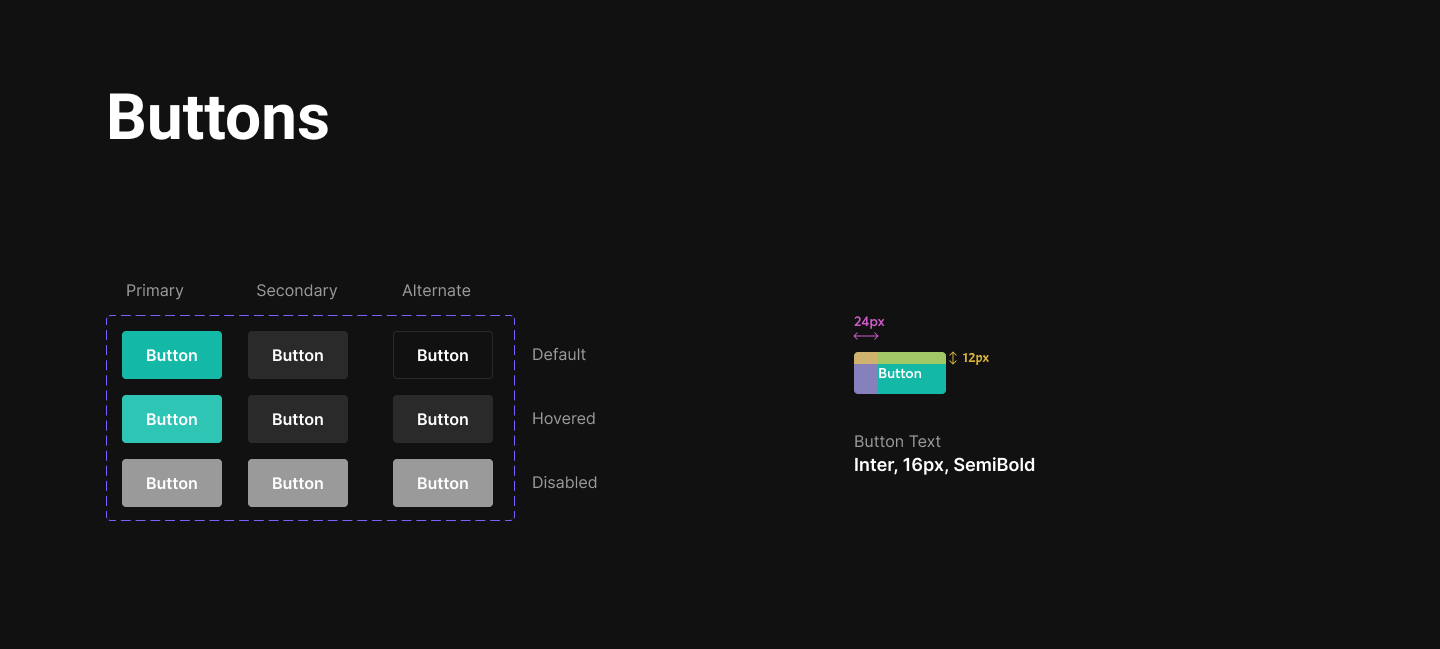 Buttons
Primary Secondary Alternate
Button Button Button Default
Button Button Button Hovered
Button Button Button Disabled
24px
12px
Button
Button Text
Inter, 16px, SemiBold